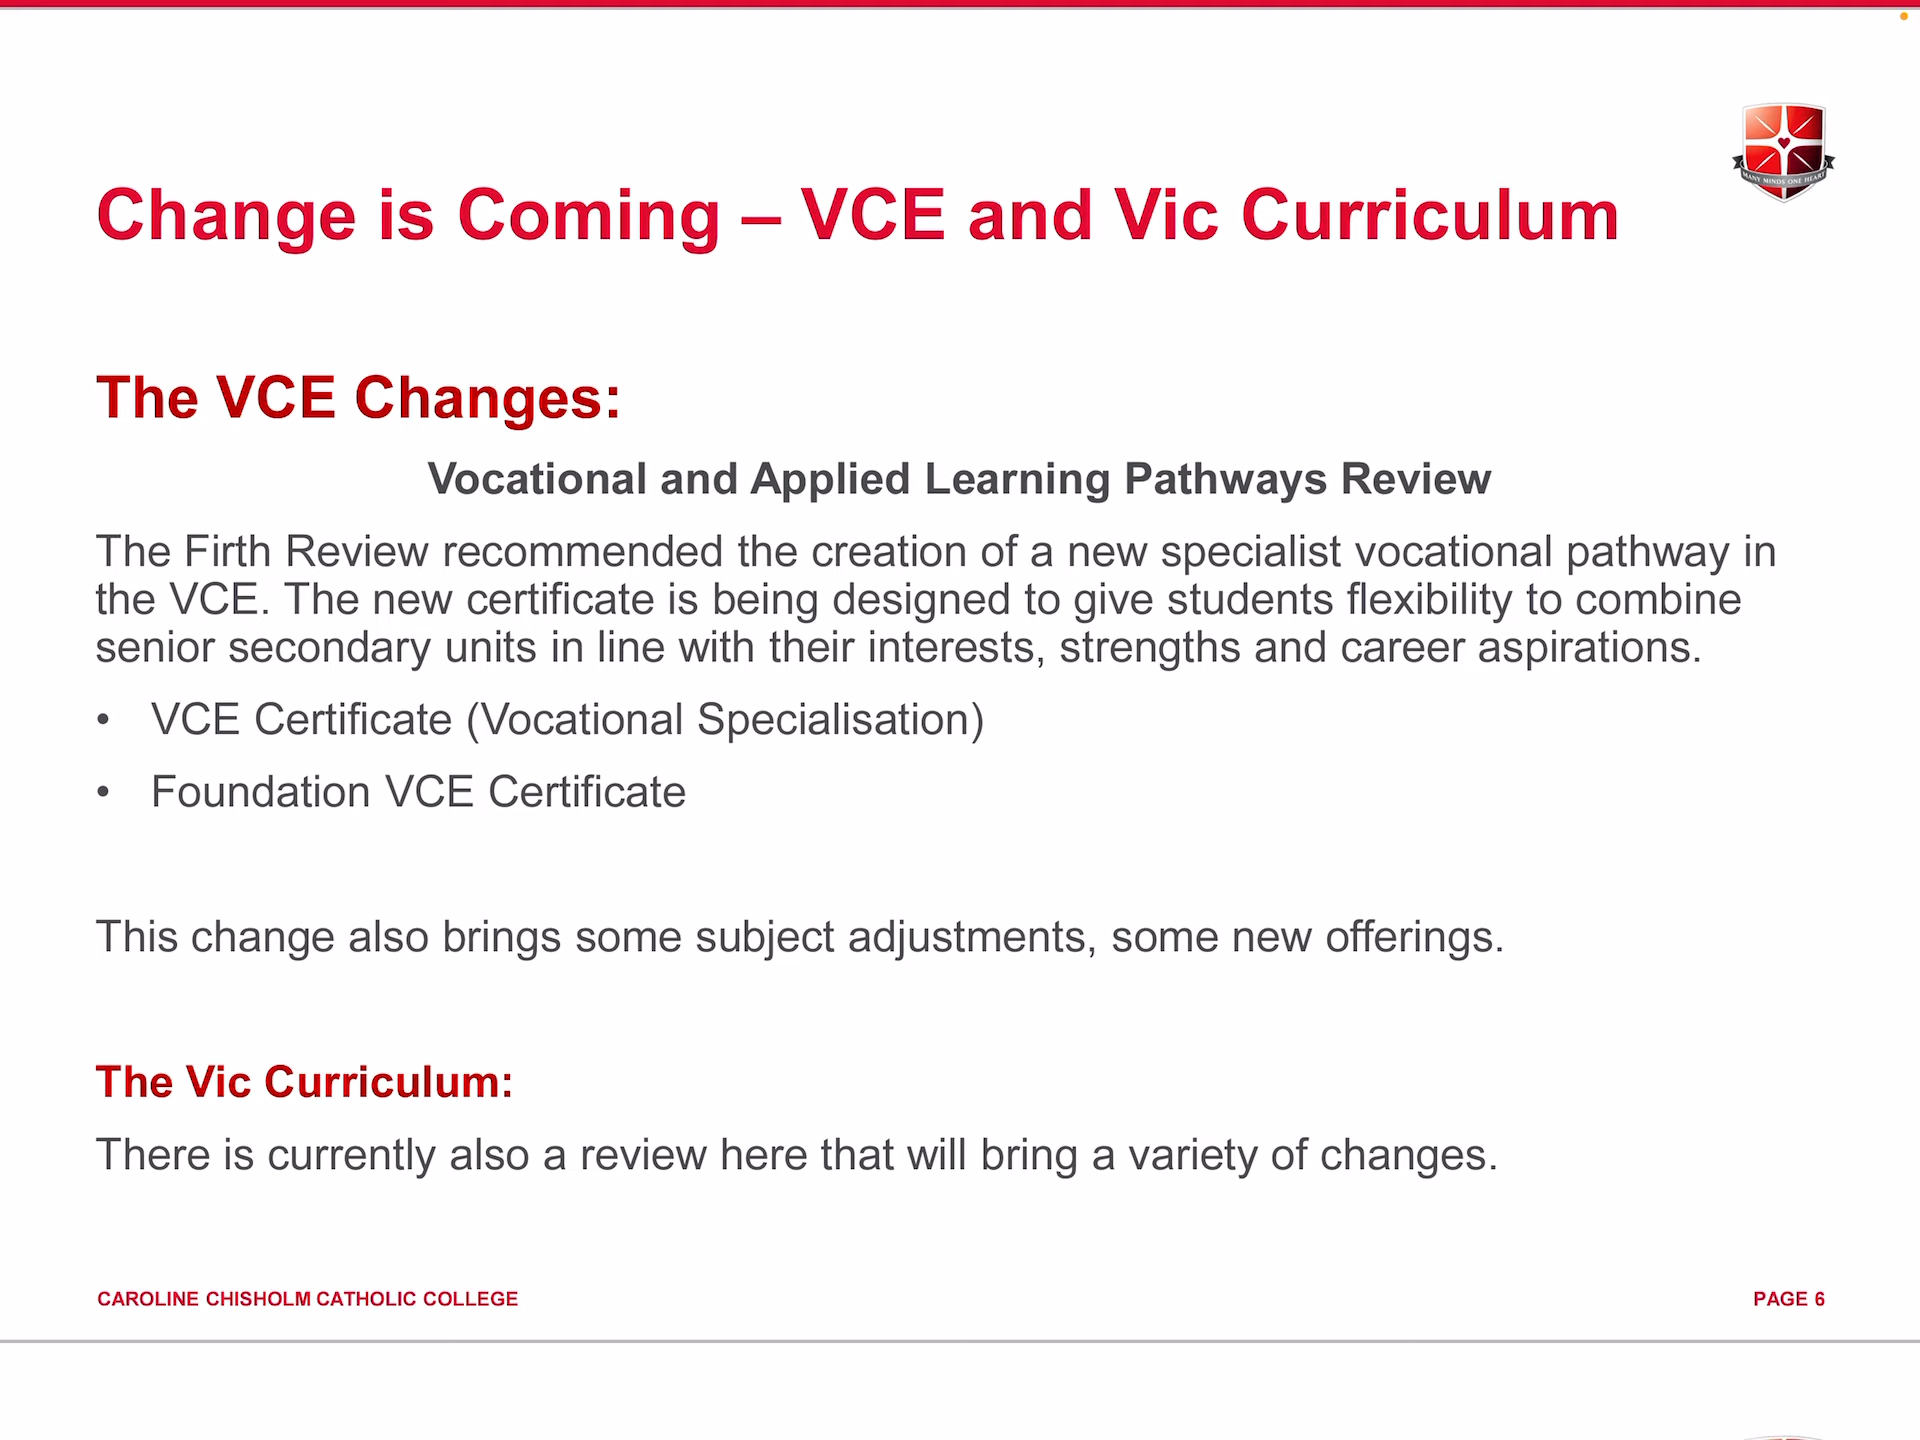 MANY MINDS ONE HEART
Change is Coming – VCE and Vic Curriculum
The VCE Changes:
Vocational and Applied Learning Pathways Review
The Firth Review recommended the creation of a new specialist vocational pathway in
the VCE. The new certificate is being designed to give students flexibility to combine
senior secondary units in line with their interests, strengths and career aspirations.
• VCE Certificate (Vocational Specialisation)
• Foundation VCE Certificate
This change also brings some subject adjustments, some new offerings.
The Vic Curriculum:
There is currently also a review here that will bring a variety of changes.
CAROLINE CHISHOLM CATHOLIC COLLEGE
PAGE 6